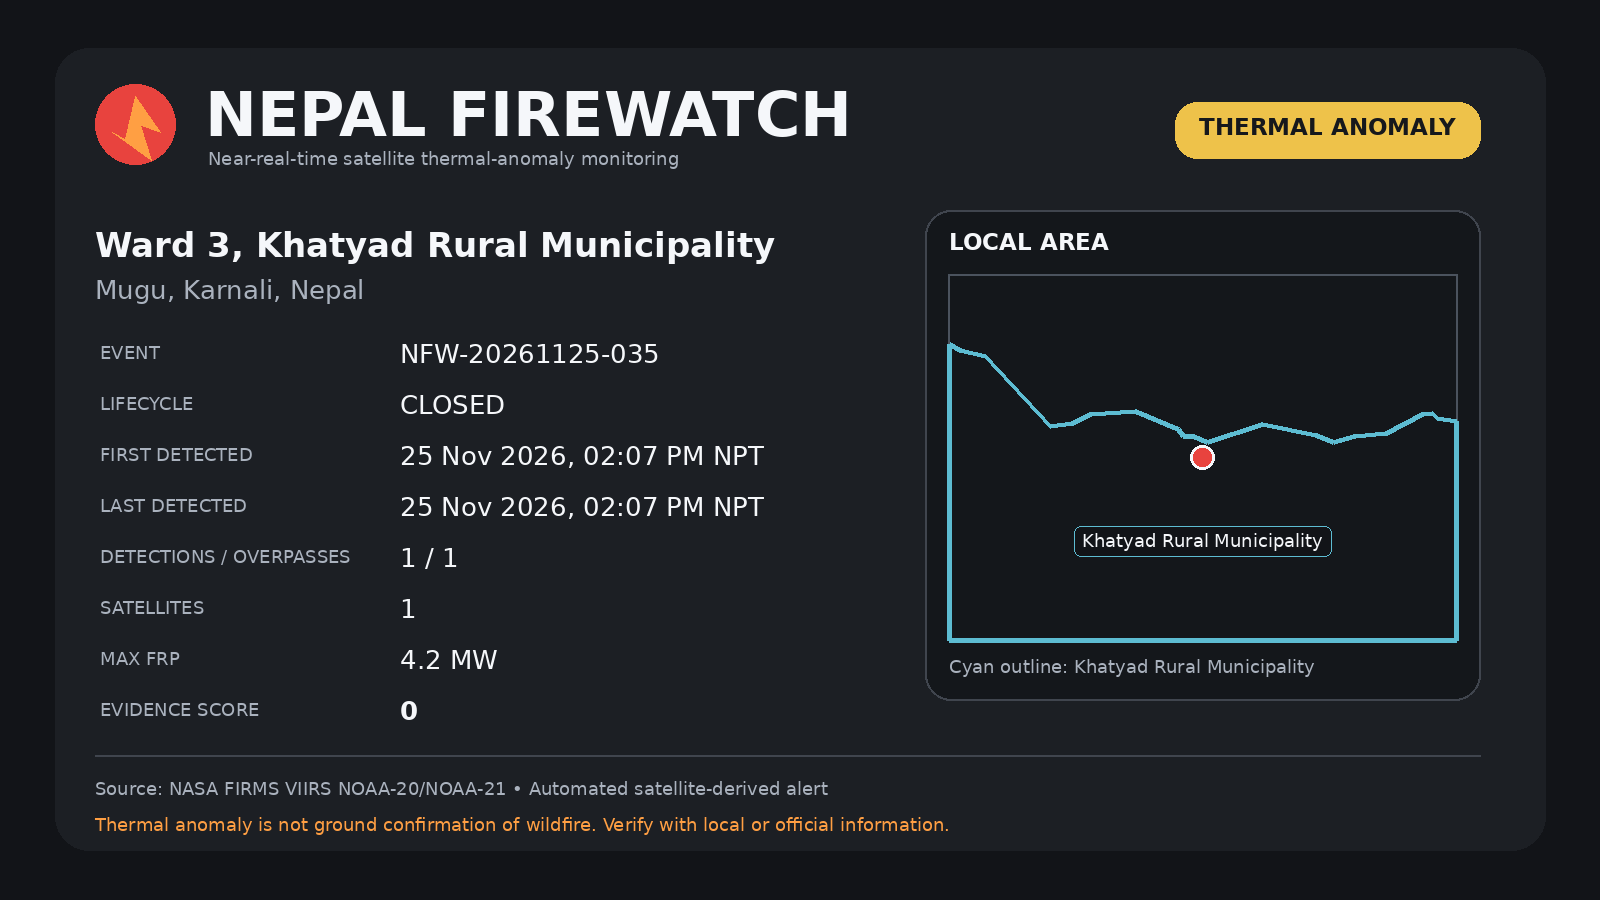 NEPAL FIREWATCH
Near-real-time satellite thermal-anomaly monitoring
THERMAL ANOMALY
Ward 3, Khatyad Rural Municipality
Mugu, Karnali, Nepal
EVENT NFW-20261125-035
LIFECYCLE CLOSED
FIRST DETECTED 25 Nov 2026, 02:07 PM NPT
LAST DETECTED 25 Nov 2026, 02:07 PM NPT
DETECTIONS / OVERPASSES 1 / 1
SATELLITES 1
MAX FRP 4.2 MW
EVIDENCE SCORE 0
LOCAL AREA
Khatyad Rural Municipality
Cyan outline: Khatyad Rural Municipality
Source: NASA FIRMS VIIRS NOAA-20/NOAA-21 • Automated satellite-derived alert
Thermal anomaly is not ground confirmation of wildfire. Verify with local or official information.